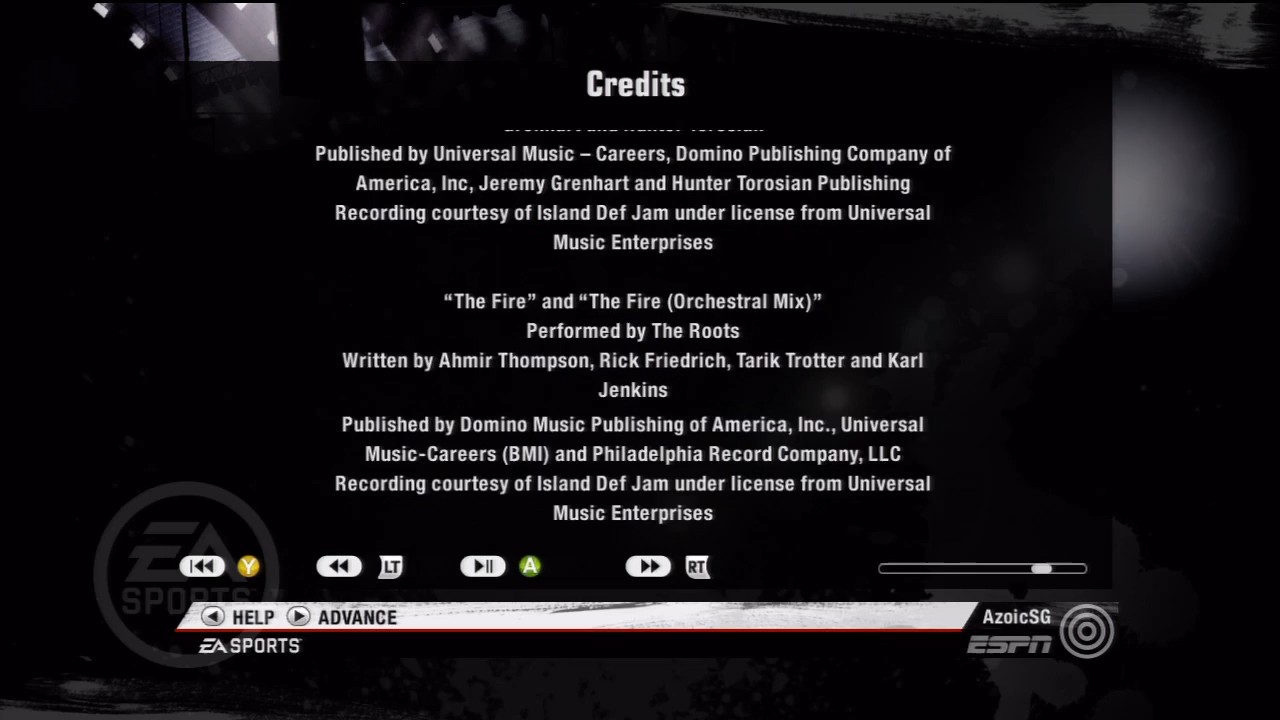 Credits
Published by Universal Music – Careers, Domino Publishing Company of
America, Inc, Jeremy Grenhart and Hunter Torosian Publishing
Recording courtesy of Island Def Jam under license from Universal
Music Enterprises
“The Fire” and “The Fire (Orchestral Mix)”
Performed by The Roots
Written by Ahmir Thompson, Rick Friedrich, Tarik Trotter and Karl
Jenkins
Published by Domino Music Publishing of America, Inc., Universal
Music-Careers (BMI) and Philadelphia Record Company, LLC
Recording courtesy of Island Def Jam under license from Universal
Music Enterprises
EA
SPORTS
Y LT A RT
HELP ADVANCE AzoicSG
EA SPORTS ESPN